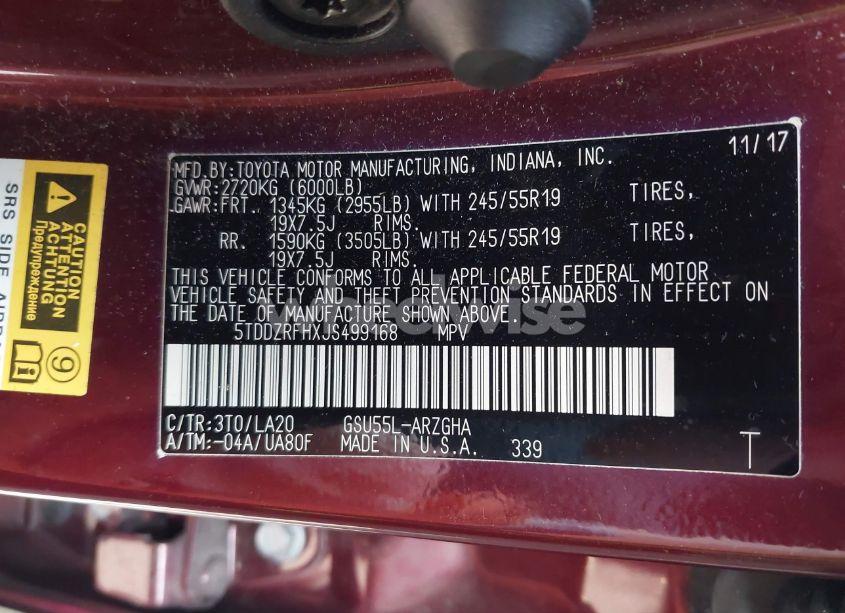 11/17
MFD.BY:TOYOTA MOTOR MANUFACTURING, INDIANA, INC.
GVWR:2720KG (6000LB)
GAWR:FRT. 1345KG (2955LB) WITH 245/55R19 TIRES,
19X7.5J RIMS.
RR. 1590KG (3505LB) WITH 245/55R19 TIRES,
19X7.5J RIMS.
THIS VEHICLE CONFORMS TO ALL APPLICABLE FEDERAL MOTOR
VEHICLE SAFETY AND THEFT PREVENTION STANDARDS IN EFFECT ON
THE DATE OF MANUFACTURE SHOWN ABOVE.
5TDDZRFHXJS499168 MPV
C/TR:3T0/LA20 GSU55L-ARZGHA
A/TM:-04A/UA80F MADE IN U.S.A. 339 T
CAUTION
ATTENTION
ACHTUNG
Предупреждение
9
SRS SIDE AIRBAG